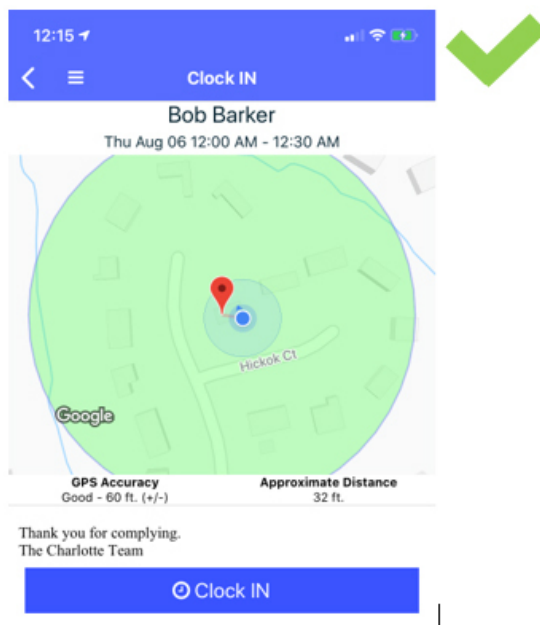 12:15
Clock IN
Bob Barker
Thu Aug 06 12:00 AM - 12:30 AM
Hickok Ct
Google
GPS Accuracy
Good - 60 ft. (+/-)
Approximate Distance
32 ft.
Thank you for complying.
The Charlotte Team
Clock IN